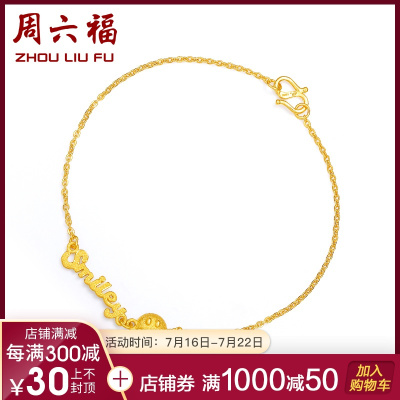 周六福
ZHOU LIU FU
Smiley
店铺满减
每满300减
¥30上不封顶
活动时间：7月16日-7月22日
+
店铺券 满1000减50
加入
购物车